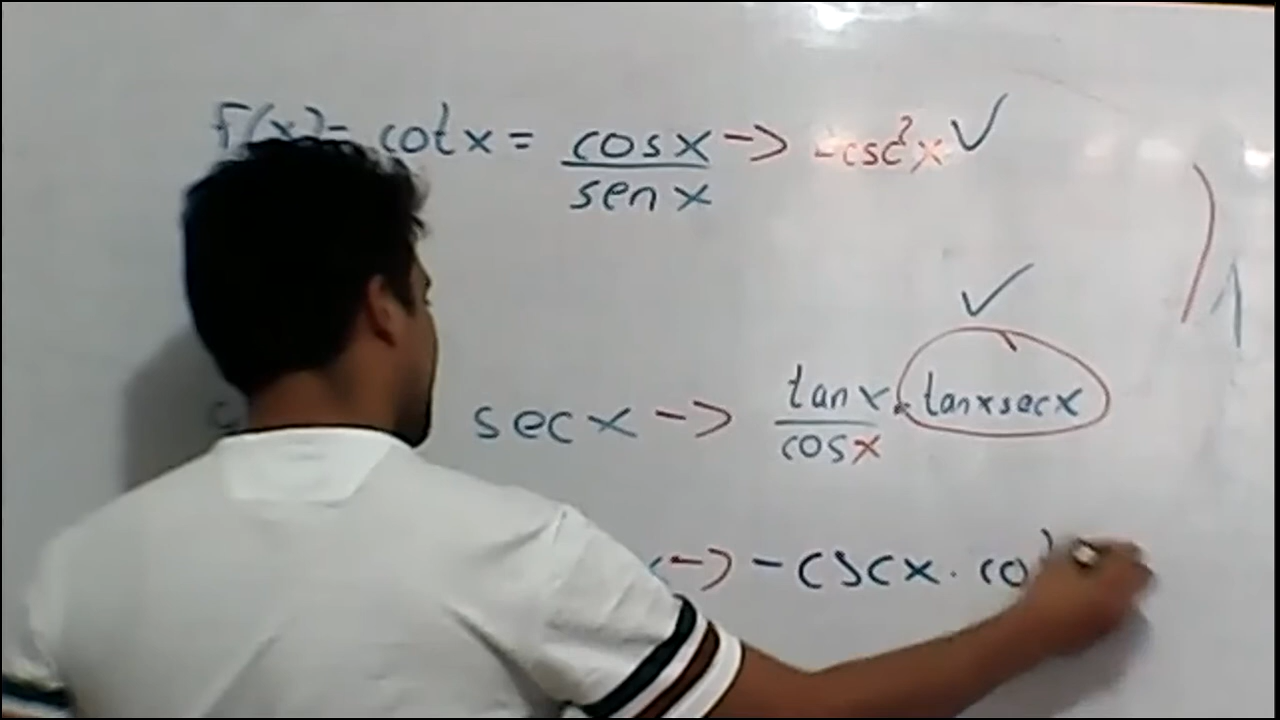 f(x)= cotx = cosx -> -csc²x ✓
senx
✓
secx -> tanx . tanxsecx
cosx
-> -cscx . co